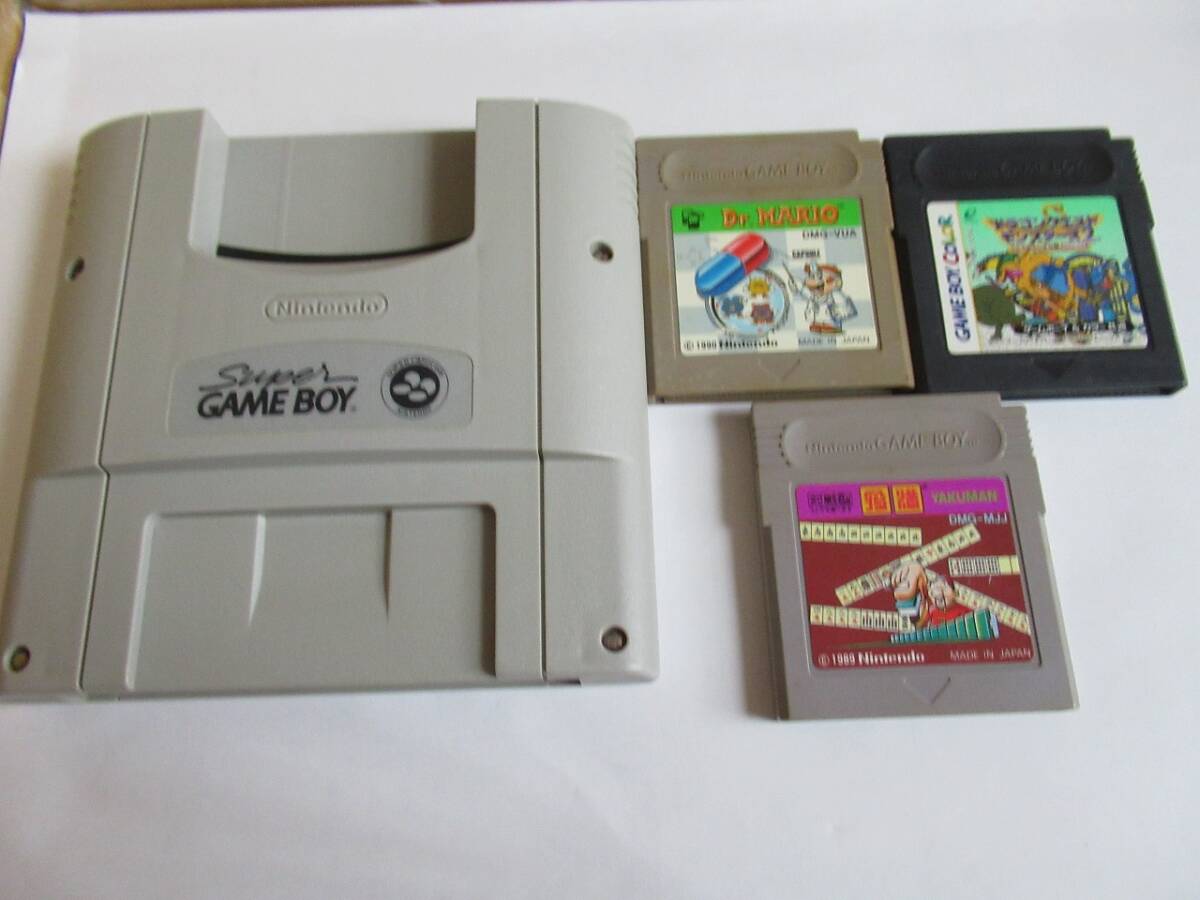 Nintendo
Super
GAME BOY
Nintendo GAME BOY
Dr. MARIO
DMG-VUA
CAPSULE
© 1990 Nintendo
MADE IN JAPAN
GAME BOY COLOR
Nintendo GAME BOY
役満
YAKUMAN
DMG-MJJ
© 1989 Nintendo
MADE IN JAPAN